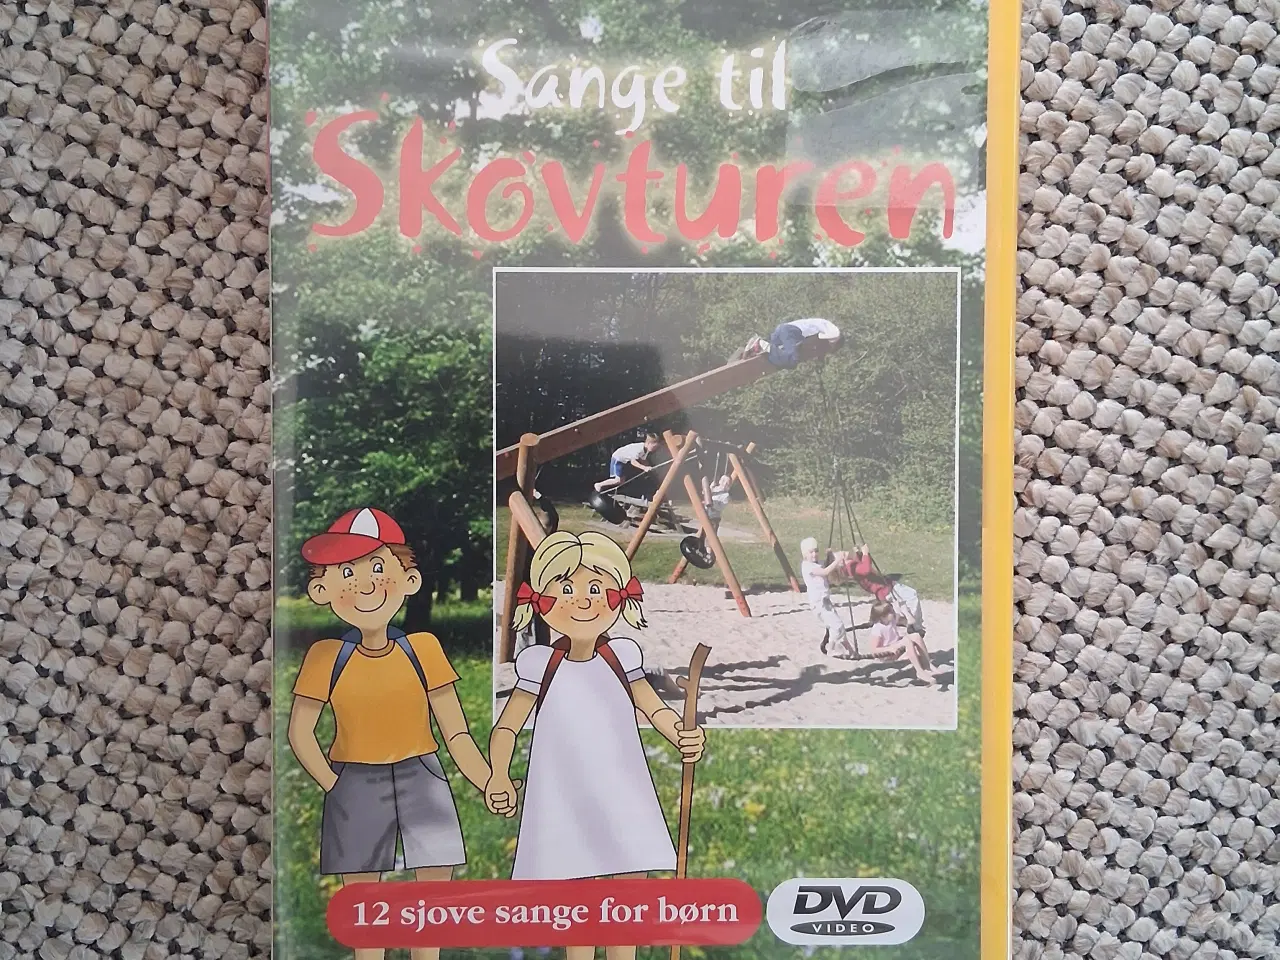 Sange til
Skovturen
12 sjove sange for børn
DVD
VIDEO